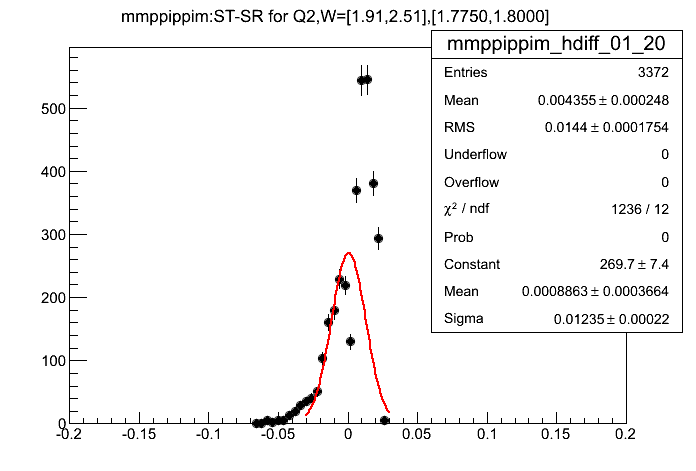 mmppippim:ST-SR for Q2,W=[1.91,2.51],[1.7750,1.8000]
mmppippim_hdiff_01_20
Entries 3372
Mean 0.004355 ± 0.000248
RMS 0.0144 ± 0.0001754
Underflow 0
Overflow 0
χ² / ndf 1236 / 12
Prob 0
Constant 269.7 ± 7.4
Mean 0.0008863 ± 0.0003664
Sigma 0.01235 ± 0.00022
500
400
300
200
100
0
-0.2 -0.15 -0.1 -0.05 0 0.05 0.1 0.15 0.2